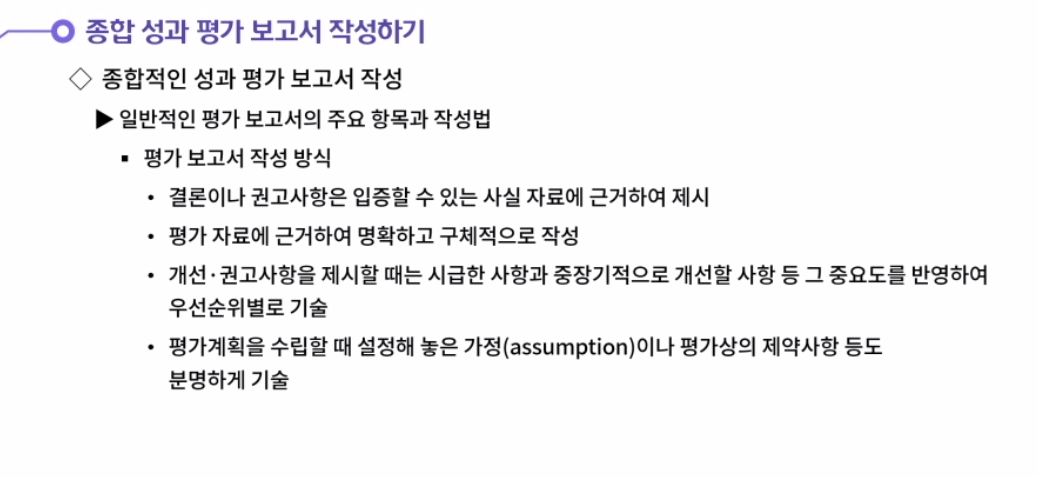 종합 성과 평가 보고서 작성하기
◇ 종합적인 성과 평가 보고서 작성
▶ 일반적인 평가 보고서의 주요 항목과 작성법
▪ 평가 보고서 작성 방식
• 결론이나 권고사항은 입증할 수 있는 사실 자료에 근거하여 제시
• 평가 자료에 근거하여 명확하고 구체적으로 작성
• 개선·권고사항을 제시할 때는 시급한 사항과 중장기적으로 개선할 사항 등 그 중요도를 반영하여
우선순위별로 기술
• 평가계획을 수립할 때 설정해 놓은 가정(assumption)이나 평가상의 제약사항 등도
분명하게 기술